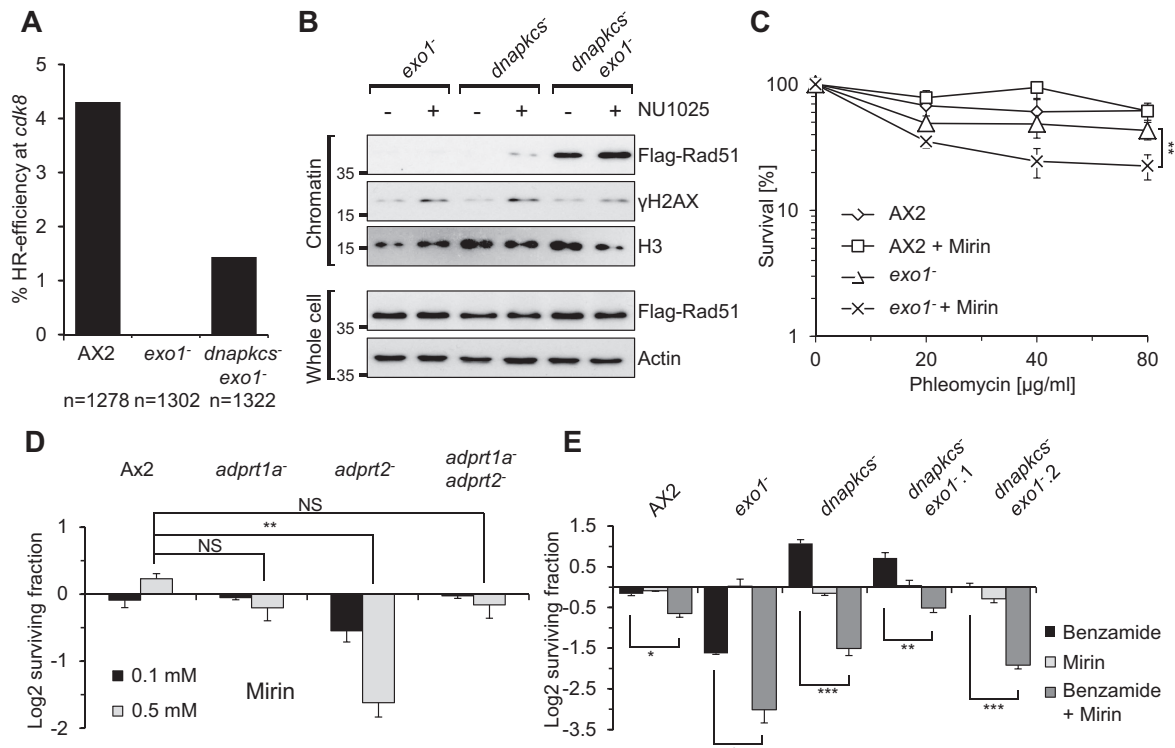 A
5
4
3
2
1
0
% HR-efficiency at cdk8
AX2
exo1-
dnapkcs-
exo1-
n=1278
n=1302
n=1322
B
exo1-
dnapkcs-
dnapkcs-
exo1-
- + - + - + NU1025
Chromatin
Flag-Rad51
35
γH2AX
15
H3
15
Whole cell
Flag-Rad51
35
Actin
35
C
100
10
1
Survival [%]
AX2
AX2 + Mirin
exo1-
exo1- + Mirin
**
0 20 40 80
Phleomycin [µg/ml]
D
Ax2
adprt1a-
adprt2-
adprt1a-
adprt2-
NS
**
NS
1
0
-1
-2
Log2 surviving fraction
0.1 mM
0.5 mM
Mirin
E
AX2
exo1-
dnapkcs-
dnapkcs-
exo1-.1
dnapkcs-
exo1-.2
1.5
0.5
-0.5
-1.5
-2.5
-3.5
Log2 surviving fraction
*
***
**
***
Benzamide
Mirin
Benzamide
+ Mirin